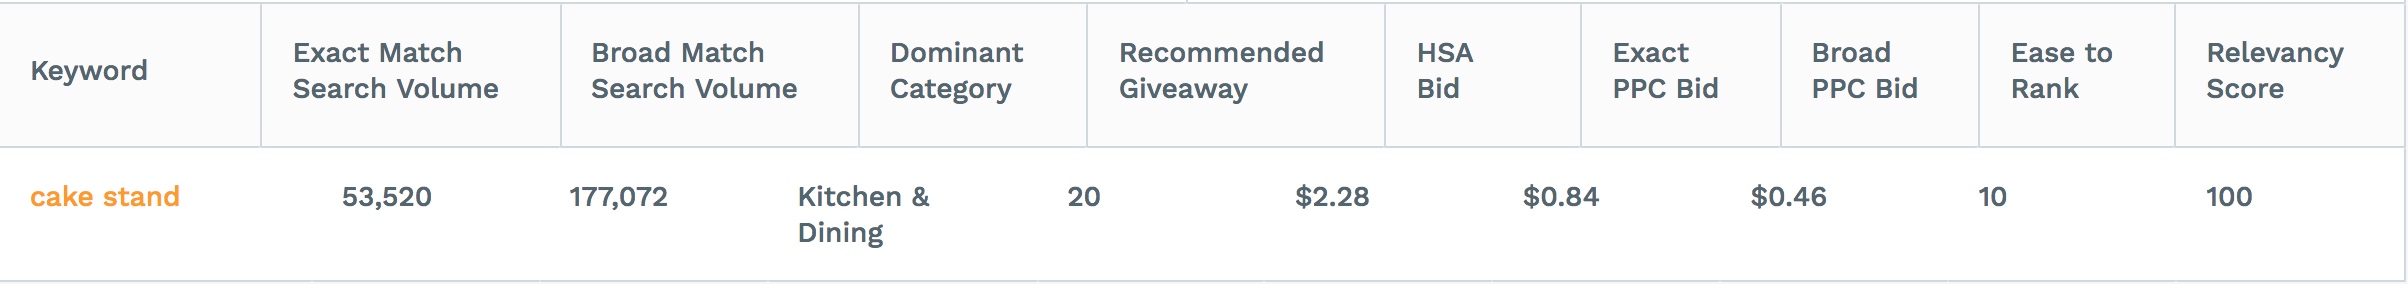 Keyword
Exact Match
Search Volume
Broad Match
Search Volume
Dominant
Category
Recommended
Giveaway
HSA
Bid
Exact
PPC Bid
Broad
PPC Bid
Ease to
Rank
Relevancy
Score
cake stand
53,520
177,072
Kitchen &
Dining
20
$2.28
$0.84
$0.46
10
100